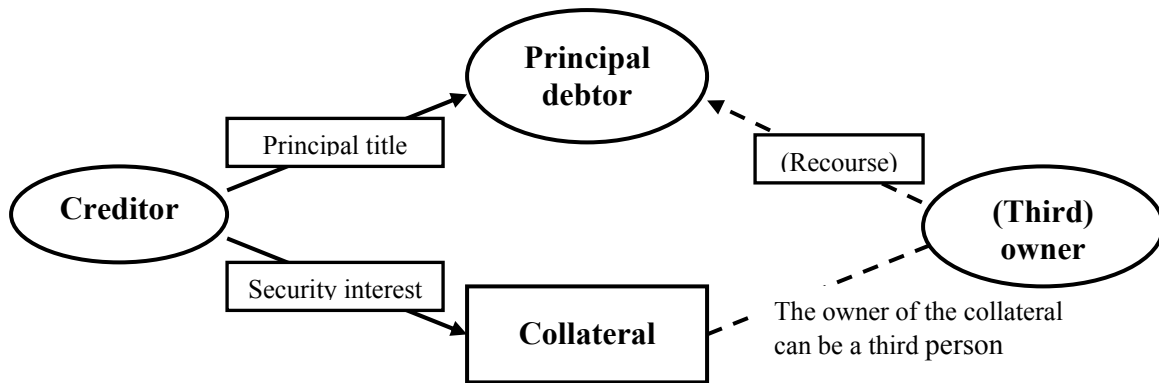 Principal
debtor
Principal title
(Recourse)
Creditor
(Third)
owner
Security interest
Collateral
The owner of the collateral
can be a third person